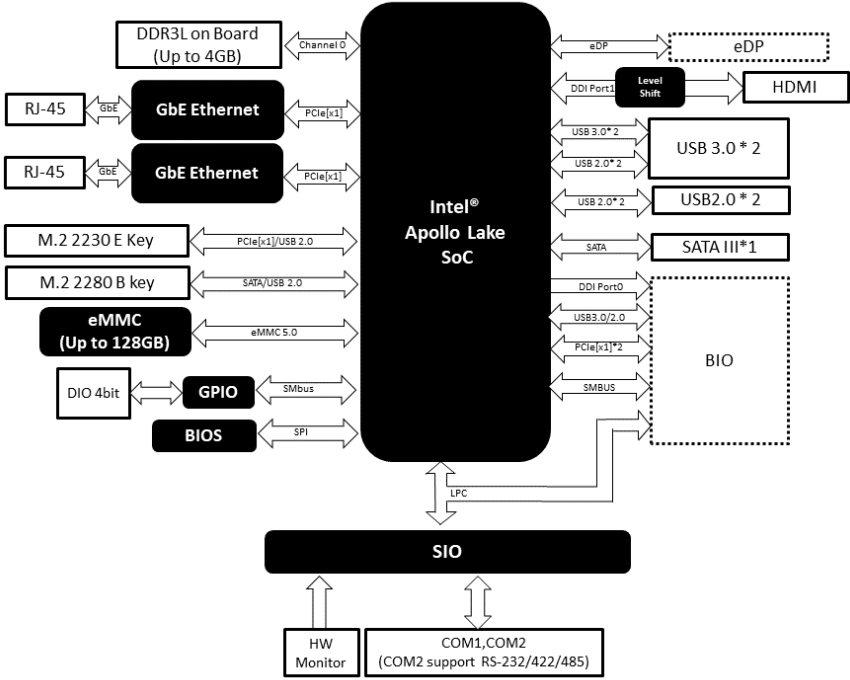 DDR3L on Board
(Up to 4GB)
Channel 0
RJ-45
GbE
GbE Ethernet
PCIe[x1]
RJ-45
GbE
GbE Ethernet
PCIe[x1]
M.2 2230 E Key
PCIe[x1]/USB 2.0
M.2 2280 B key
SATA/USB 2.0
eMMC
(Up to 128GB)
eMMC 5.0
DIO 4bit
GPIO
SMbus
BIOS
SPI
Intel®
Apollo Lake
SoC
eDP
eDP
DDI Port1
Level
Shift
HDMI
USB 3.0* 2
USB 2.0* 2
USB 3.0 * 2
USB 2.0*2
USB2.0 * 2
SATA
SATA III*1
DDI Port0
USB3.0/2.0
PCIe[x1]*2
SMBUS
BIO
LPC
SIO
HW
Monitor
COM1,COM2
(COM2 support RS-232/422/485)